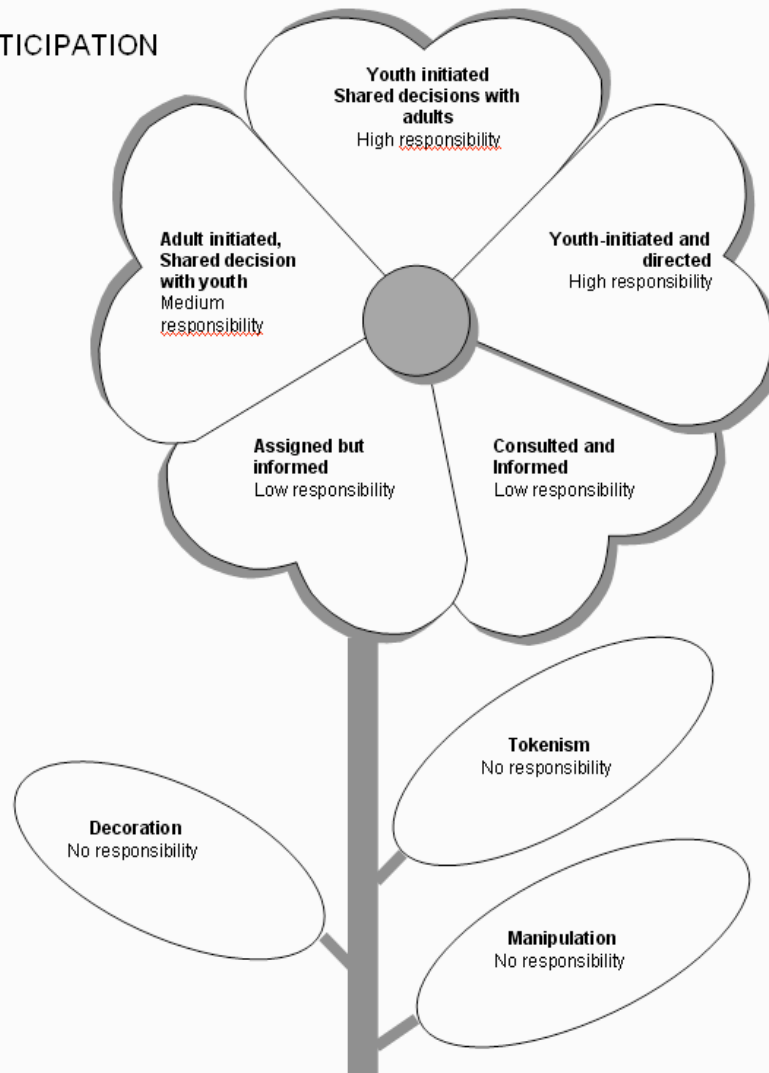 TICIPATION
Youth initiated
Shared decisions with
adults
High responsibility
Adult initiated,
Shared decision
with youth
Medium
responsibility
Youth-initiated and
directed
High responsibility
Assigned but
informed
Low responsibility
Consulted and
Informed
Low responsibility
Tokenism
No responsibility
Decoration
No responsibility
Manipulation
No responsibility